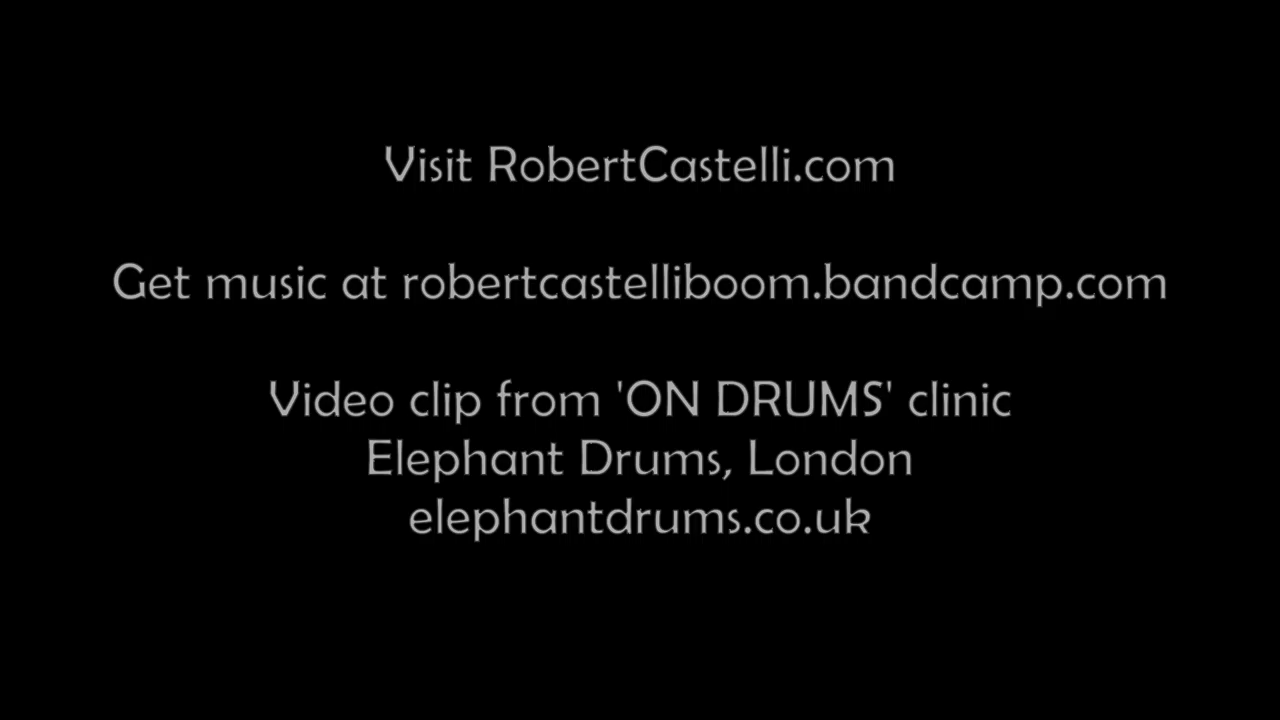 Visit RobertCastelli.com
Get music at robertcastelliboom.bandcamp.com
Video clip from 'ON DRUMS' clinic
Elephant Drums, London
elephantdrums.co.uk